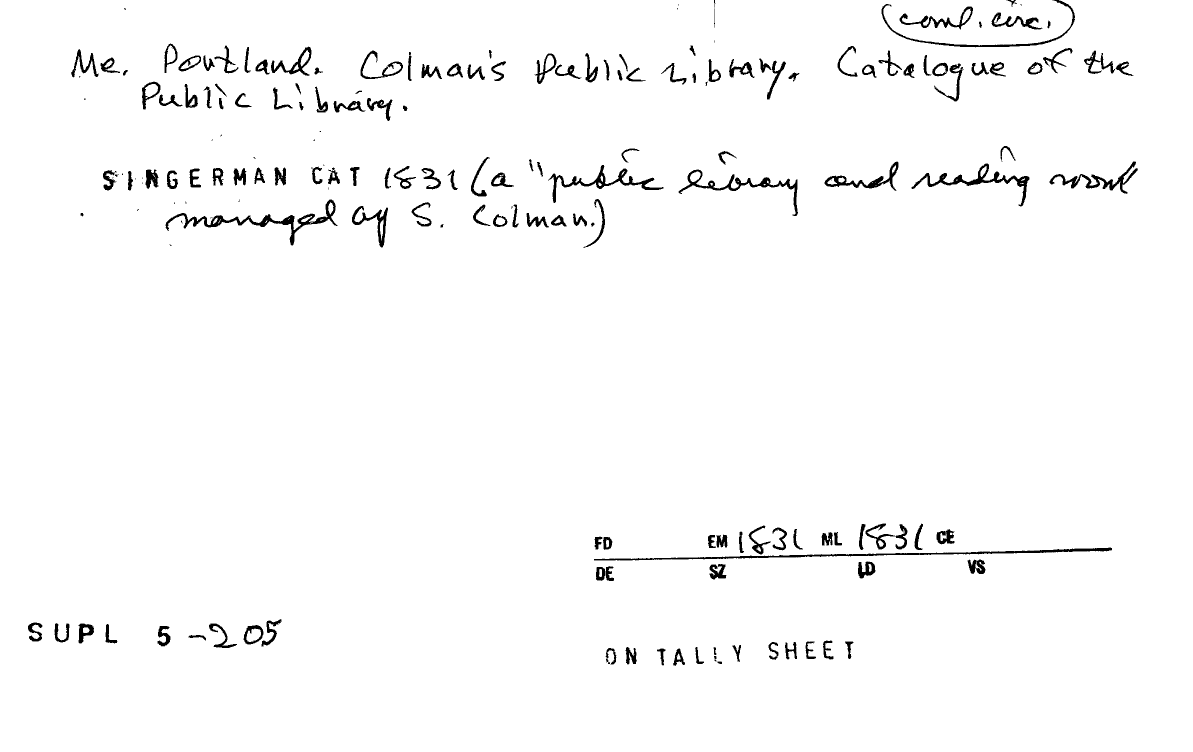 (coml. circ.)
Me. Portland. Colman's Public Library. Catalogue of the
Public Library.
SINGERMAN CAT 1831 (a "public library and reading room
managed by S. Colman.)
FD EM 1831 ML 1831 CE
DE SZ LD VS
SUPL 5-205
ON TALLY SHEET